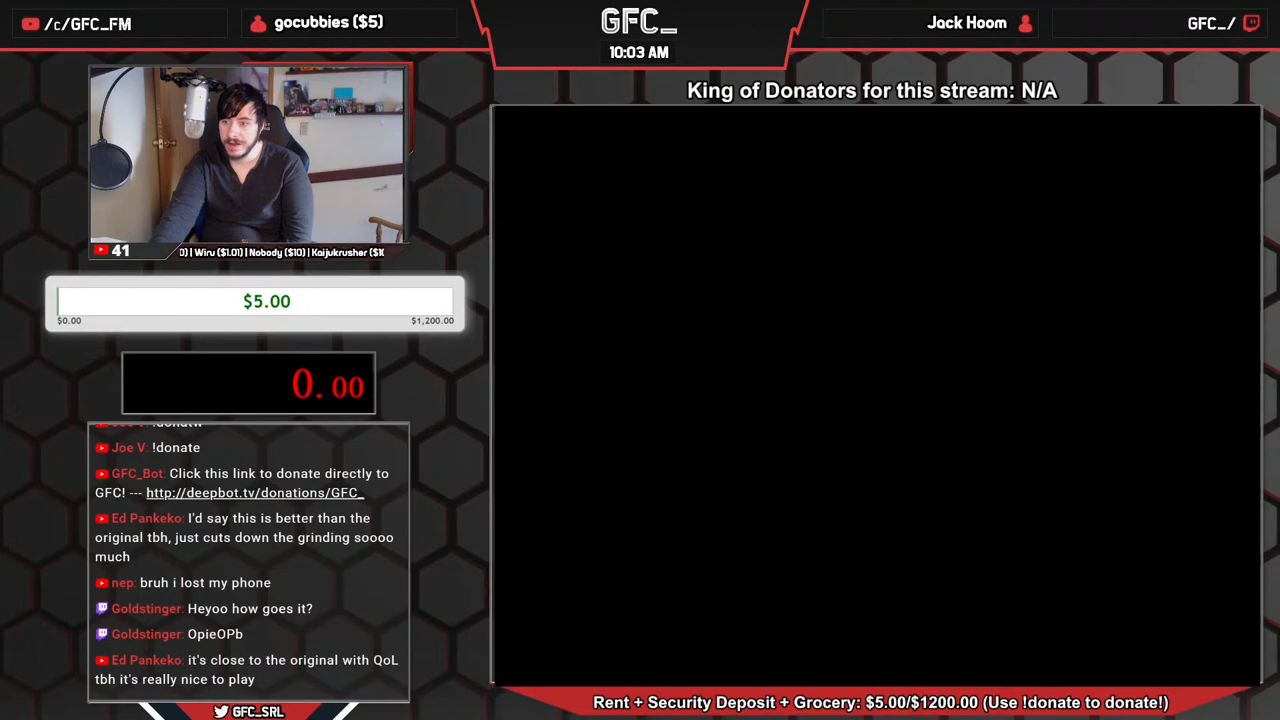 /c/GFC_FM
gocubbies ($5)
GFC_
10:03 AM
Jack Hoom
GFC_/
King of Donators for this stream: N/A
41
0) | Wiru ($1.01) | Nobody ($10) | Kaijukrusher ($1
$5.00
$0.00
$1,200.00
0.00
Joe V: !donatw
Joe V: !donate
GFC_Bot: Click this link to donate directly to
GFC! --- http://deepbot.tv/donations/GFC_
Ed Pankeko: I'd say this is better than the
original tbh, just cuts down the grinding soooo
much
nep: bruh i lost my phone
Goldstinger: Heyoo how goes it?
Goldstinger: OpieOPb
Ed Pankeko: it's close to the original with QoL
tbh it's really nice to play
GFC_SRL
Rent + Security Deposit + Grocery: $5.00/$1200.00 (Use !donate to donate!)